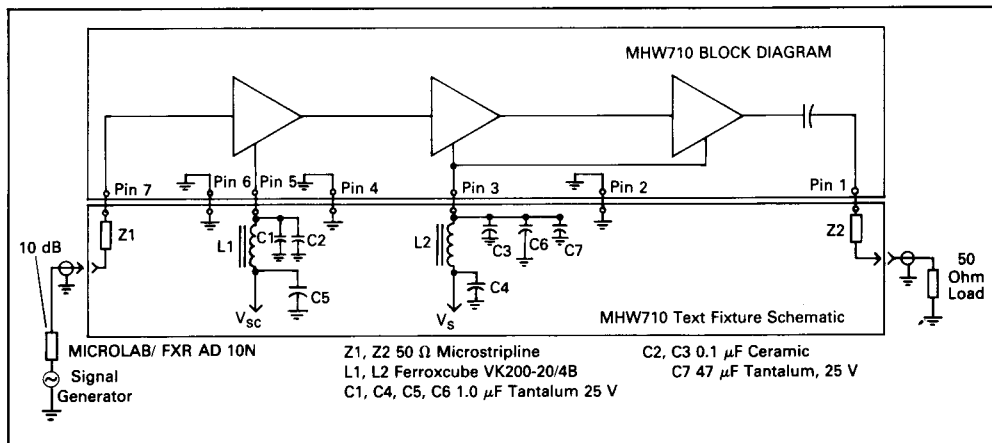 MHW710 BLOCK DIAGRAM
Pin 7
Pin 6
Pin 5
Pin 4
Pin 3
Pin 2
Pin 1
10 dB
Z1
L1
C1
C2
C5
L2
C3
C6
C7
C4
Z2
50
Ohm
Load
VSC
VS
MHW710 Text Fixture Schematic
MICROLAB/ FXR AD 10N
Signal
Generator
Z1, Z2 50 Ω Microstripline
L1, L2 Ferroxcube VK200-20/4B
C1, C4, C5, C6 1.0 µF Tantalum 25 V
C2, C3 0.1 µF Ceramic
C7 47 µF Tantalum, 25 V